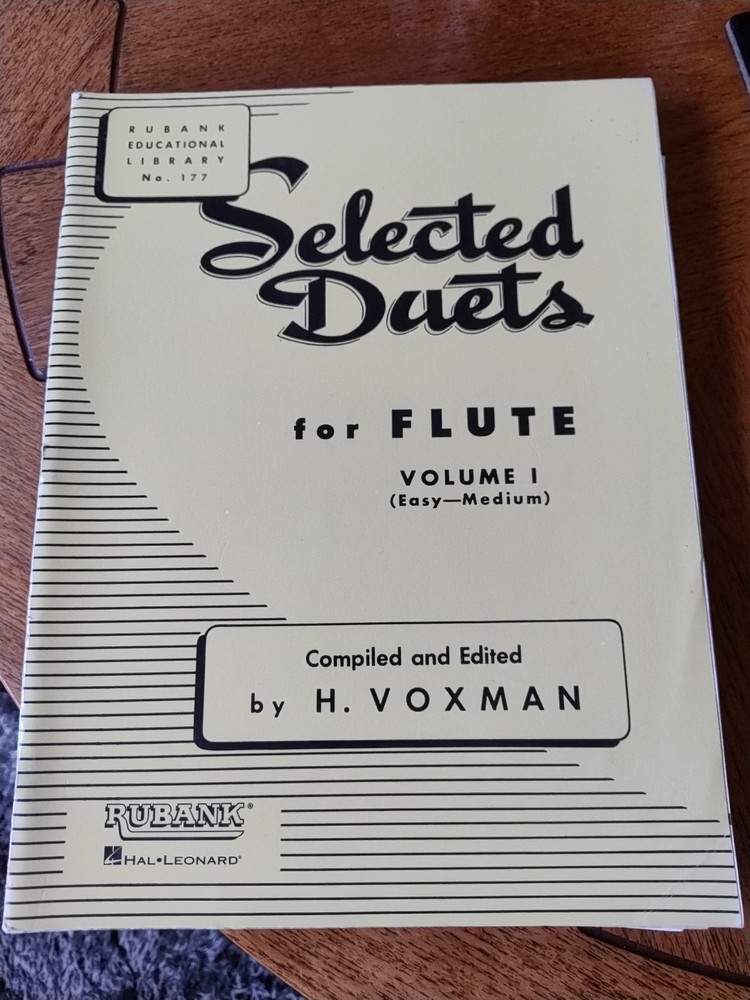 RUBANK
EDUCATIONAL
LIBRARY
No. 177
Selected
Duets
for FLUTE
VOLUME I
(Easy—Medium)
Compiled and Edited
by H. VOXMAN
RUBANK®
HAL•LEONARD®